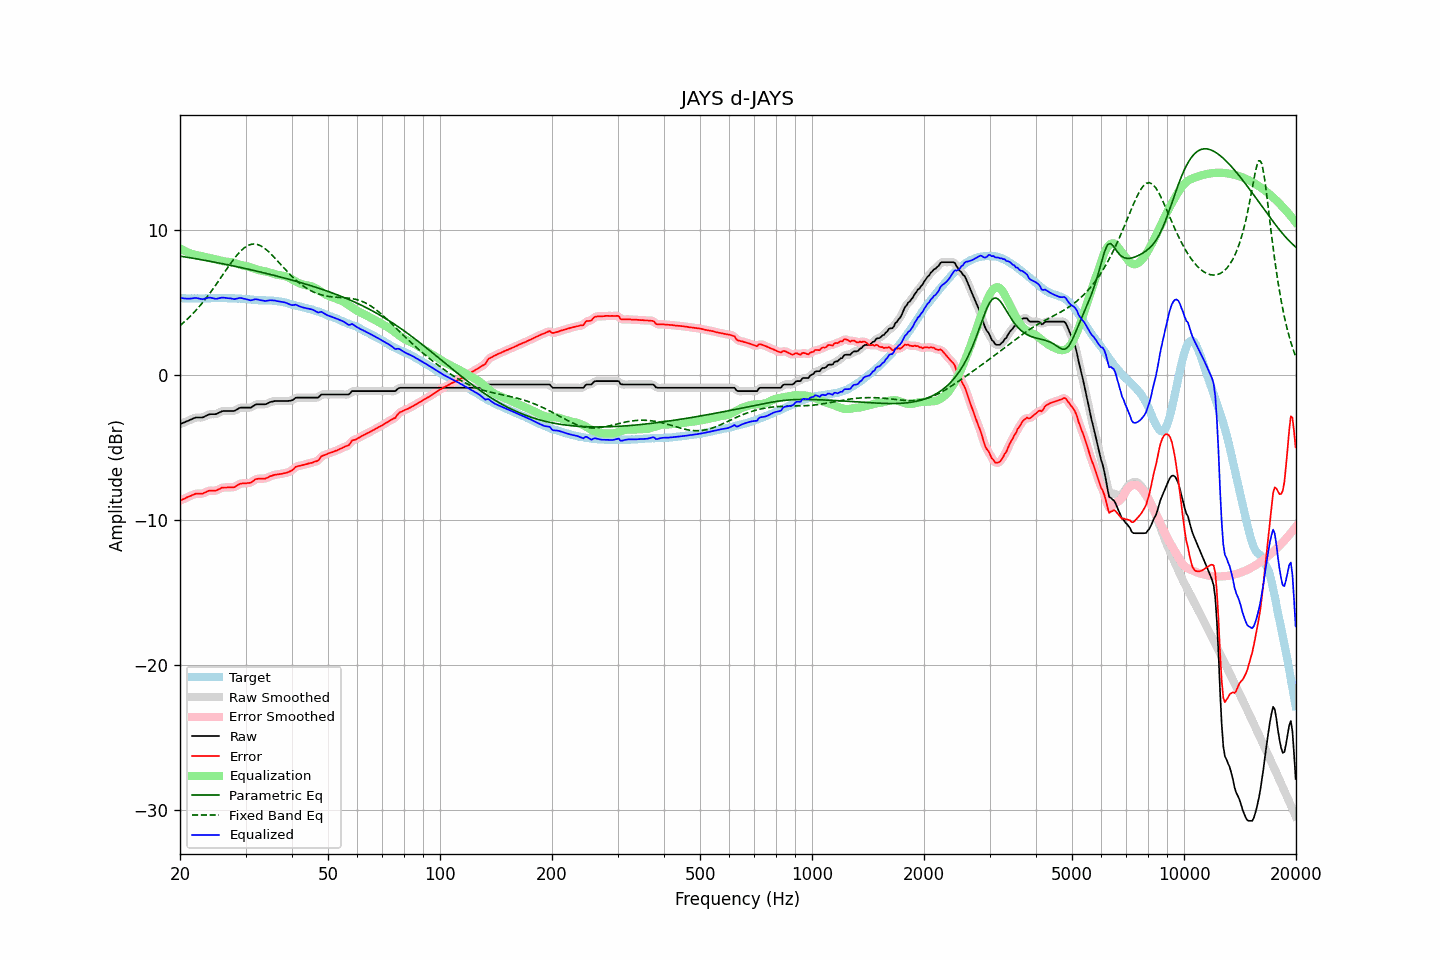 JAYS d-JAYS
Amplitude (dBr)
10
0
−10
−20
−30
Target
Raw Smoothed
Error Smoothed
Raw
Error
Equalization
Parametric Eq
Fixed Band Eq
Equalized
20 50 100 200 500 1000 2000 5000 10000 20000
Frequency (Hz)